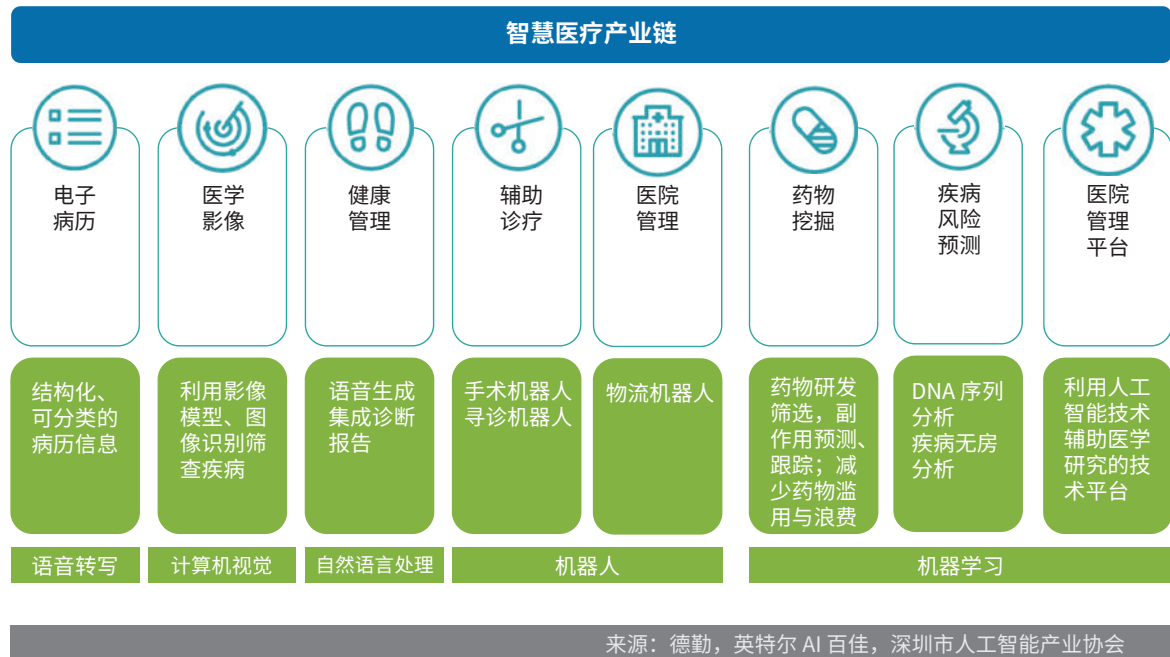 智慧医疗产业链
电子
病历
医学
影像
健康
管理
辅助
诊疗
医院
管理
药物
挖掘
疾病
风险
预测
医院
管理
平台
结构化、
可分类的
病历信息
利用影像
模型、图
像识别筛
查疾病
语音生成
集成诊断
报告
手术机器人
寻诊机器人
物流机器人
药物研发
筛选，副
作用预测、
跟踪；减
少药物滥
用与浪费
DNA 序列
分析
疾病无房
分析
利用人工
智能技术
辅助医学
研究的技
术平台
语音转写
计算机视觉
自然语言处理
机器人
机器学习
来源：德勤，英特尔 AI 百佳，深圳市人工智能产业协会